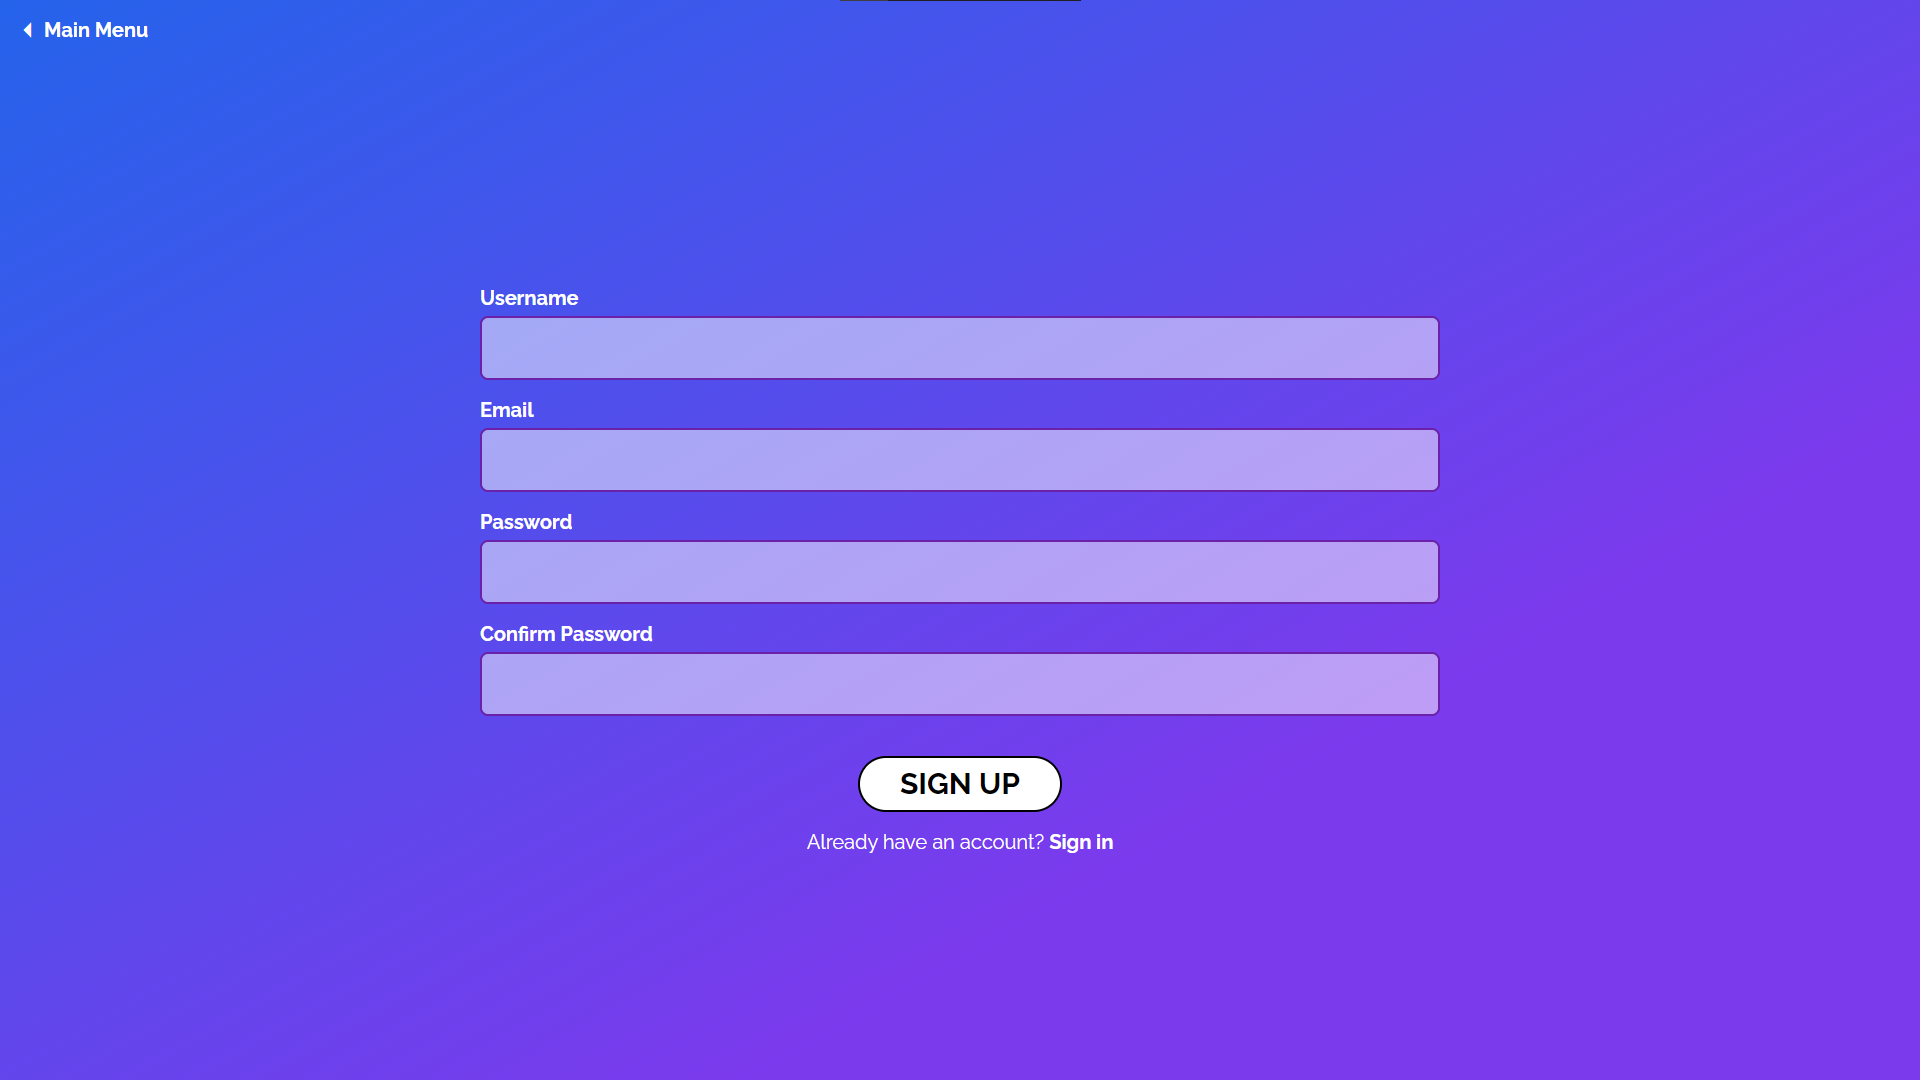 Main Menu
Username
Email
Password
Confirm Password
SIGN UP
Already have an account? Sign in